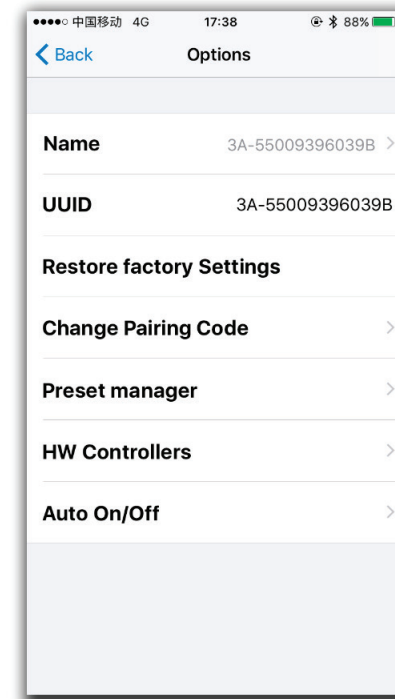 中国移动 4G 17:38 88%
Back Options
Name 3A-55009396039B
UUID 3A-55009396039B
Restore factory Settings
Change Pairing Code
Preset manager
HW Controllers
Auto On/Off